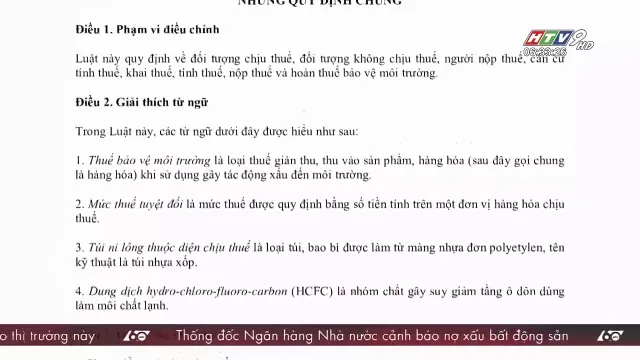 NHỮNG QUY ĐỊNH CHUNG
HTV9 HD
06:33:26
Điều 1. Phạm vi điều chỉnh
Luật này quy định về đối tượng chịu thuế, đối tượng không chịu thuế, người nộp thuế, căn cứ
tính thuế, khai thuế, tính thuế, nộp thuế và hoàn thuế bảo vệ môi trường.
Điều 2. Giải thích từ ngữ
Trong Luật này, các từ ngữ dưới đây được hiểu như sau:
1. Thuế bảo vệ môi trường là loại thuế gián thu, thu vào sản phẩm, hàng hóa (sau đây gọi chung
là hàng hóa) khi sử dụng gây tác động xấu đến môi trường.
2. Mức thuế tuyệt đối là mức thuế được quy định bằng số tiền tính trên một đơn vị hàng hóa chịu
thuế.
3. Túi ni lông thuộc diện chịu thuế là loại túi, bao bì được làm từ màng nhựa đơn polyetylen, tên
kỹ thuật là túi nhựa xốp.
4. Dung dịch hydro-chloro-fluoro-carbon (HCFC) là nhóm chất gây suy giảm tầng ô dôn dùng
làm môi chất lạnh.
o thị trường này Thống đốc Ngân hàng Nhà nước cảnh báo nợ xấu bất động sản